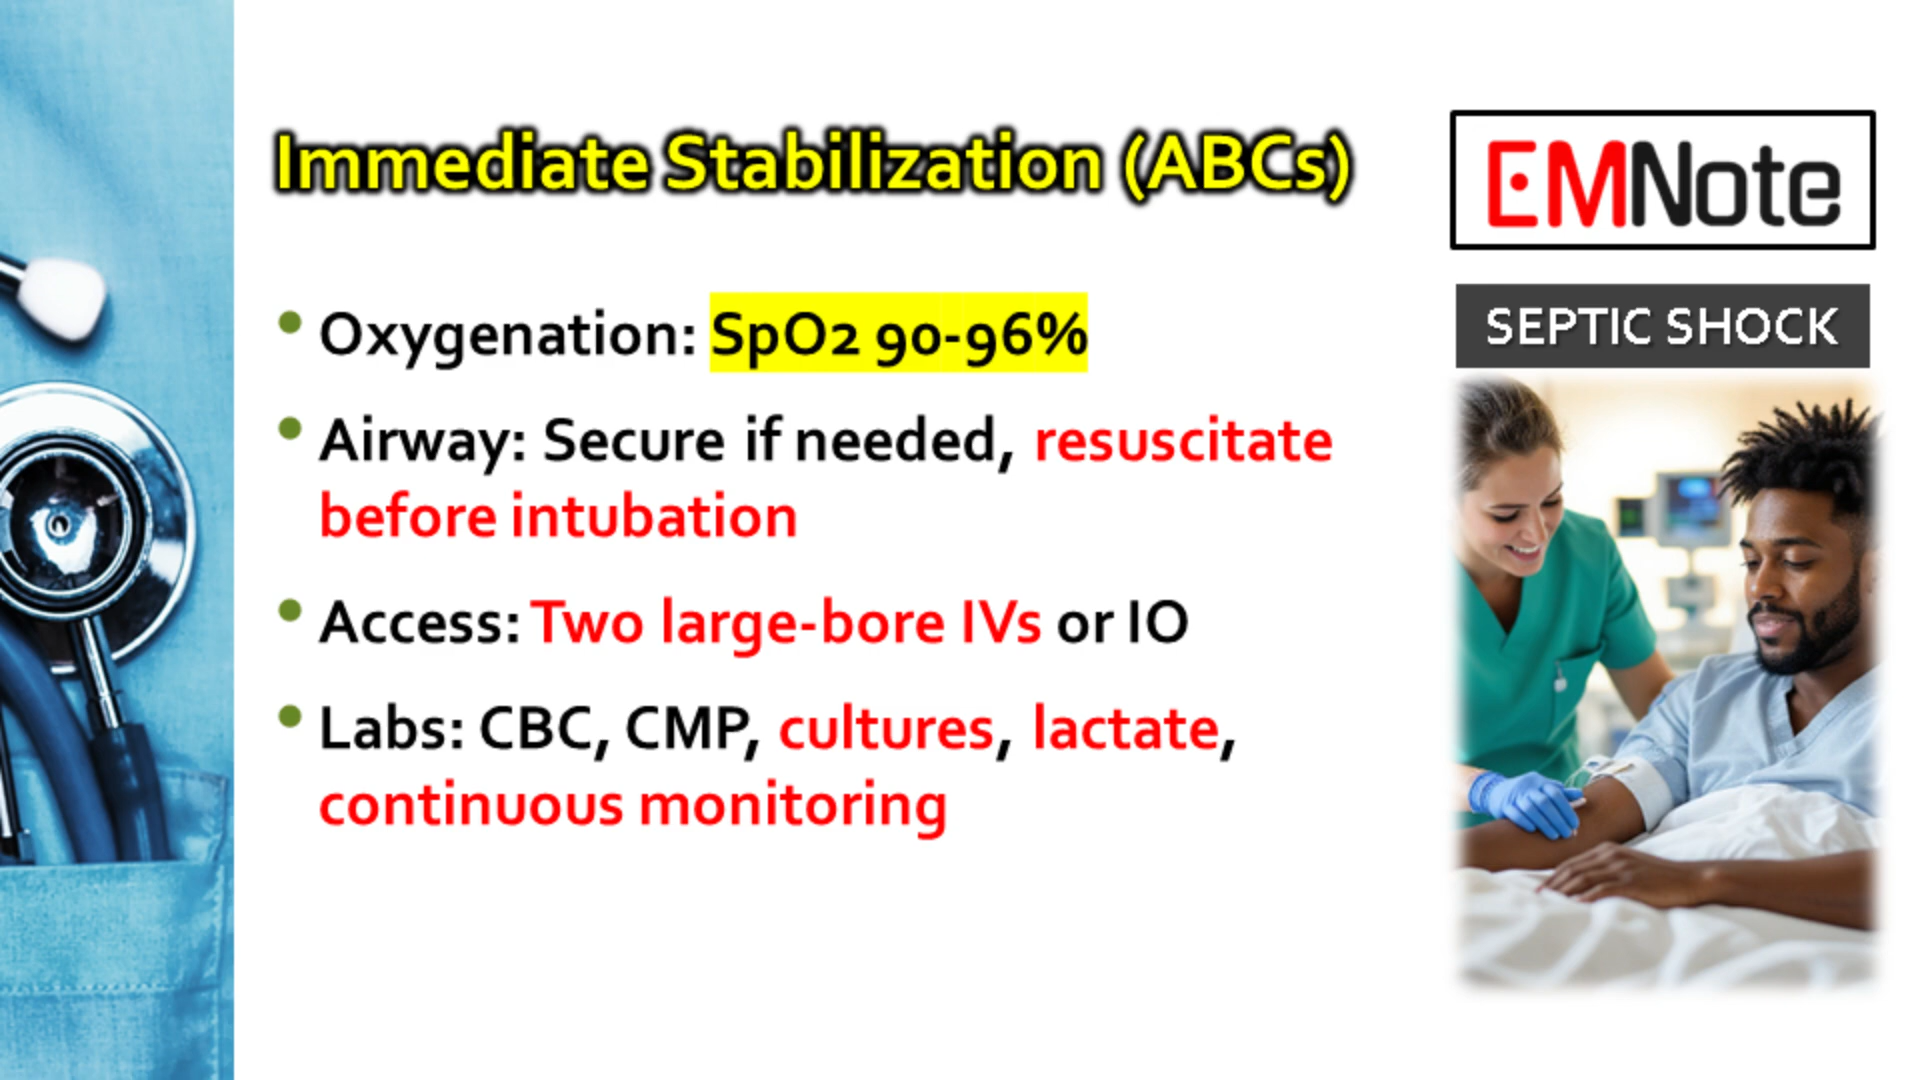 Immediate Stabilization (ABCs)
• Oxygenation: SpO2 90-96%
• Airway: Secure if needed, resuscitate
before intubation
• Access: Two large-bore IVs or IO
• Labs: CBC, CMP, cultures, lactate,
continuous monitoring
EMNote
SEPTIC SHOCK